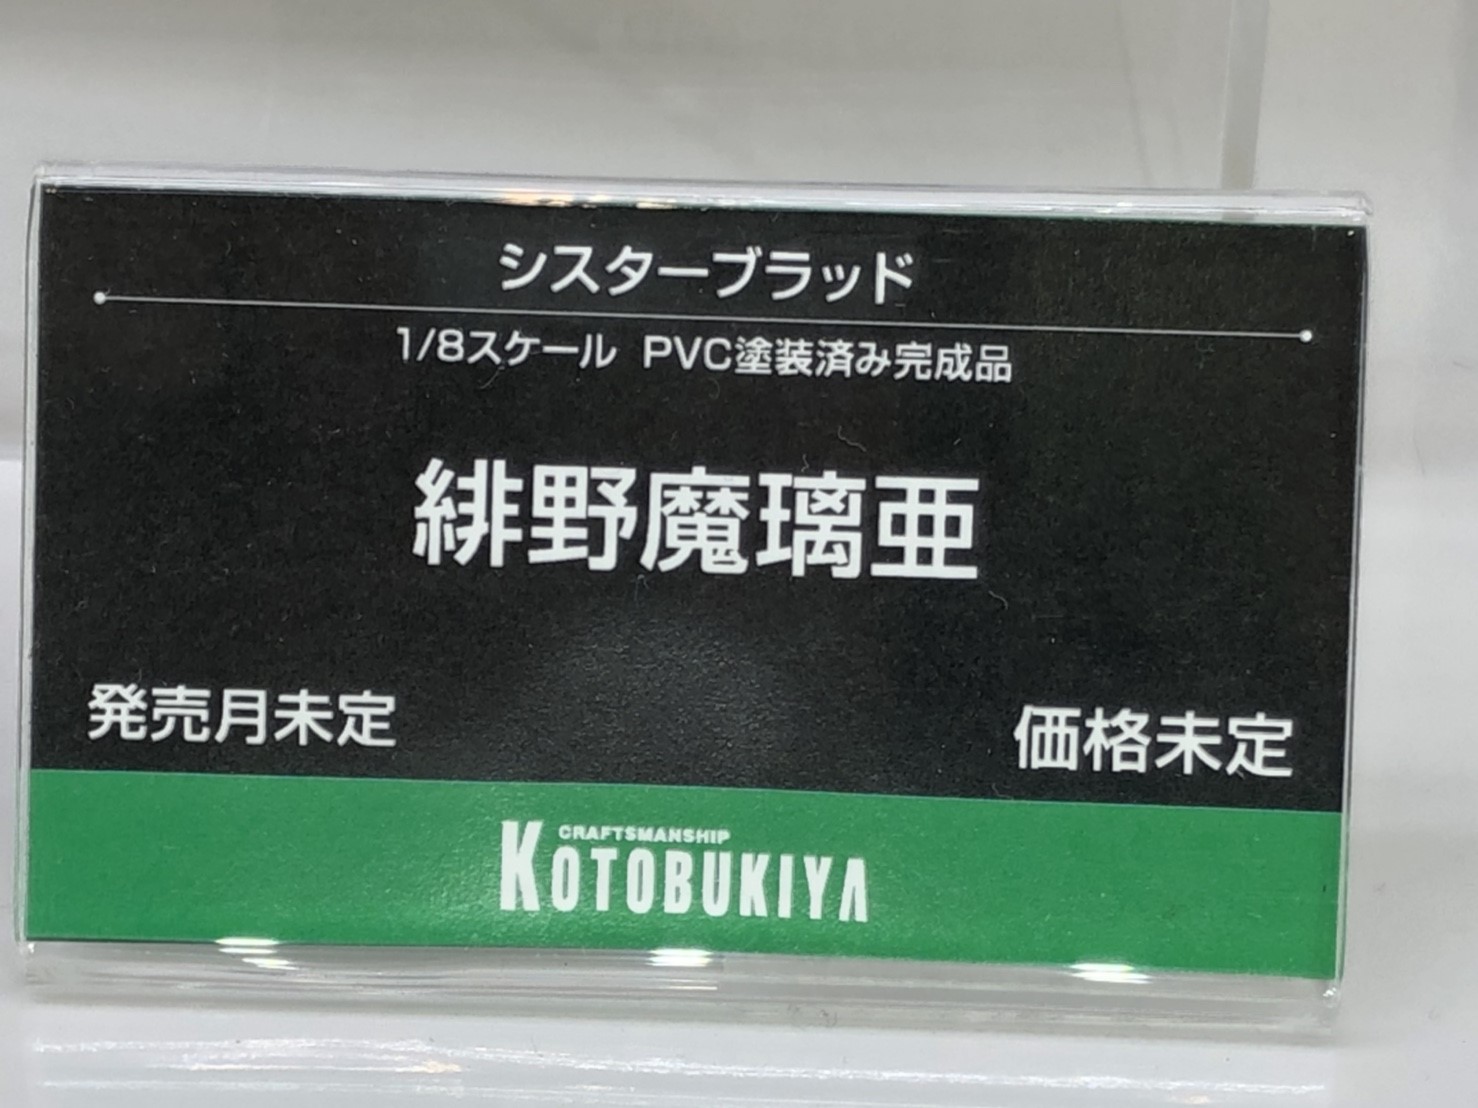 シスターブラッド
1/8スケール PVC塗装済み完成品
緋野魔璃亜
発売月未定
価格未定
CRAFTSMANSHIP
KOTOBUKIYA